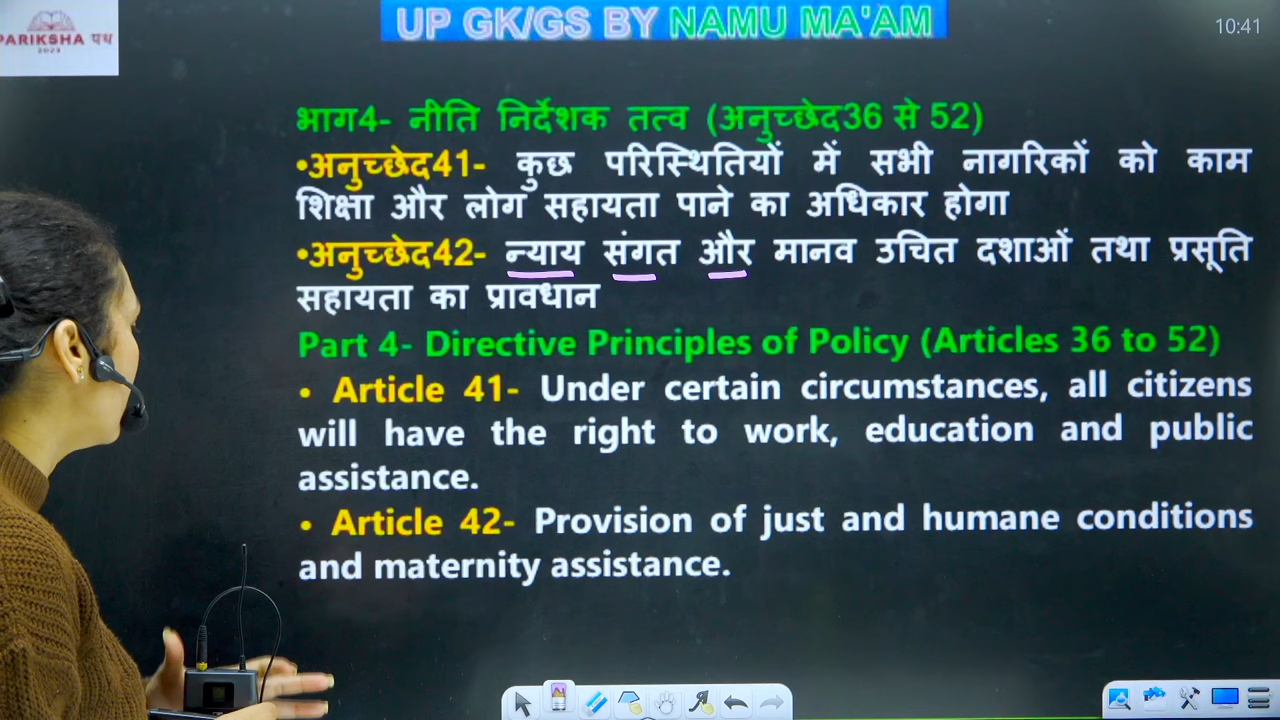 UP GK/GS BY NAMU MA'AM
10:41
PARIKSHA पथ
2023
भाग4- नीति निर्देशक तत्व (अनुच्छेद36 से 52)
•अनुच्छेद41- कुछ परिस्थितियों में सभी नागरिकों को काम
शिक्षा और लोग सहायता पाने का अधिकार होगा
•अनुच्छेद42- न्याय संगत और मानव उचित दशाओं तथा प्रसूति
सहायता का प्रावधान
Part 4- Directive Principles of Policy (Articles 36 to 52)
• Article 41- Under certain circumstances, all citizens
will have the right to work, education and public
assistance.
• Article 42- Provision of just and humane conditions
and maternity assistance.